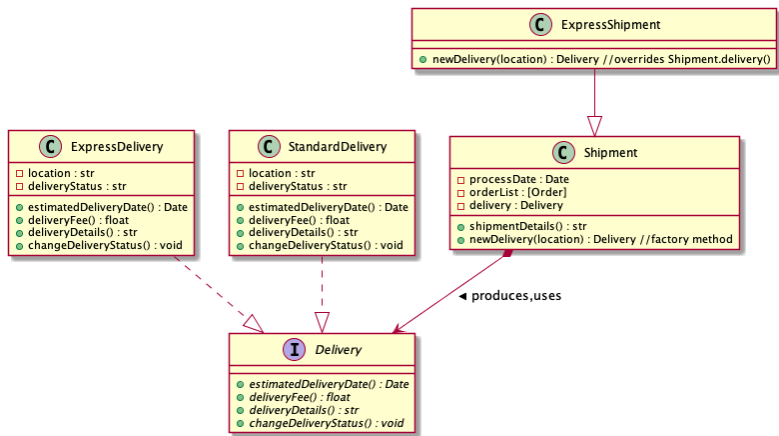 C ExpressShipment
newDelivery(location) : Delivery //overrides Shipment.delivery()
C ExpressDelivery
location : str
deliveryStatus : str
estimatedDeliveryDate() : Date
deliveryFee() : float
deliveryDetails() : str
changeDeliveryStatus() : void
C StandardDelivery
location : str
deliveryStatus : str
estimatedDeliveryDate() : Date
deliveryFee() : float
deliveryDetails() : str
changeDeliveryStatus() : void
C Shipment
processDate : Date
orderList : [Order]
delivery : Delivery
shipmentDetails() : str
newDelivery(location) : Delivery //factory method
produces,uses
I Delivery
estimatedDeliveryDate() : Date
deliveryFee() : float
deliveryDetails() : str
changeDeliveryStatus() : void